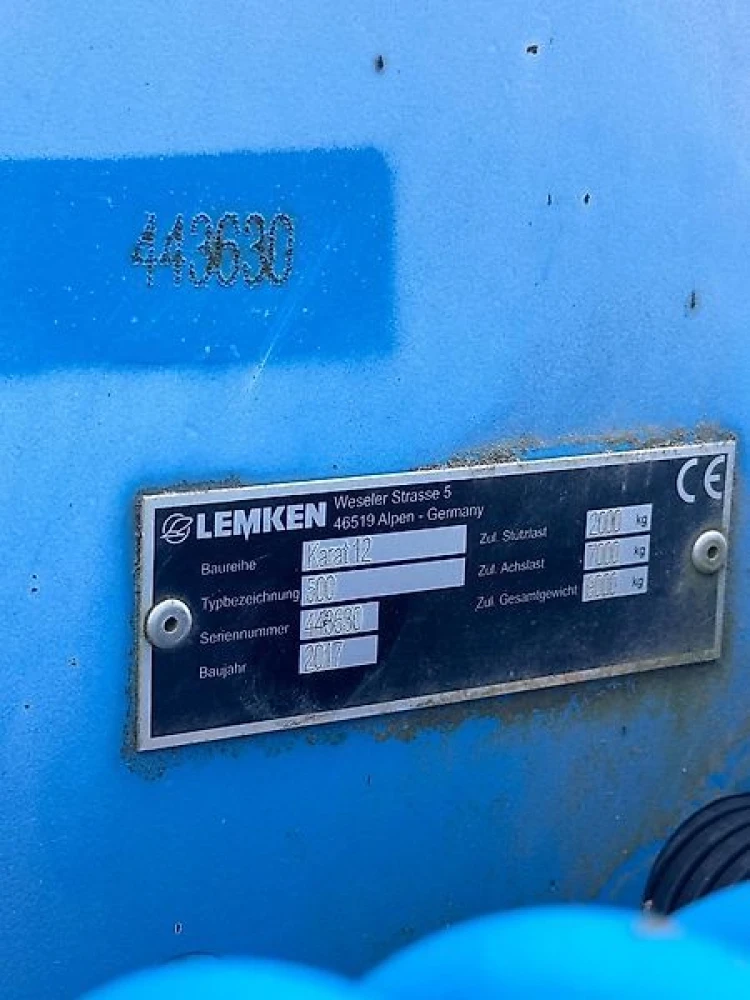 443630
LEMKEN Weseler Strasse 5
46519 Alpen - Germany
CE
Baureihe Karat 12
Typbezeichnung 500
Seriennummer 443630
Baujahr 2017
Zul. Stützlast 2000 kg
Zul. Achslast 7000 kg
Zul. Gesamtgewicht 9000 kg